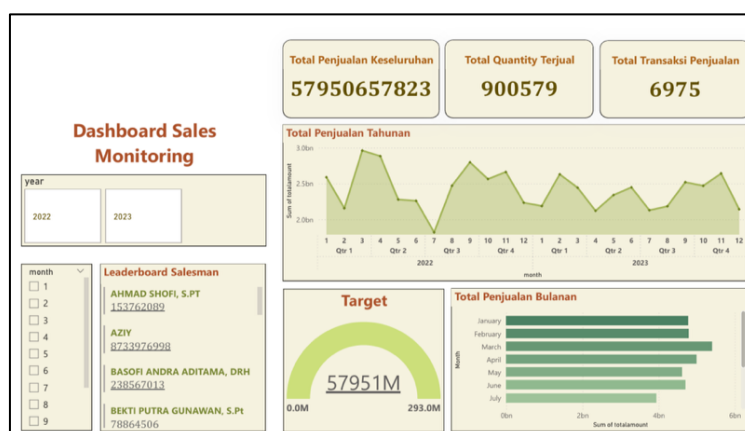 Total Penjualan Keseluruhan
57950657823
Total Quantity Terjual
900579
Total Transaksi Penjualan
6975
Dashboard Sales
Monitoring
year
2022
2023
Total Penjualan Tahunan
3.0bn
2.5bn
2.0bn
Sum of totalamount
1 2 3 4 5 6 7 8 9 10 11 12 1 2 3 4 5 6 7 8 9 10 11 12
Qtr 1 Qtr 2 Qtr 3 Qtr 4 Qtr 1 Qtr 2 Qtr 3 Qtr 4
2022 2023
month
month
1
2
3
4
5
6
7
8
9
Leaderboard Salesman
AHMAD SHOFI, S.PT
153762089
AZIY
8733976998
BASOFI ANDRA ADITAMA, DRH
238567013
BEKTI PUTRA GUNAWAN, S.Pt
78864506
Target
57951M
0.0M 293.0M
Total Penjualan Bulanan
Month
January
February
March
April
May
June
July
0bn 2bn 4bn 6bn
Sum of totalamount